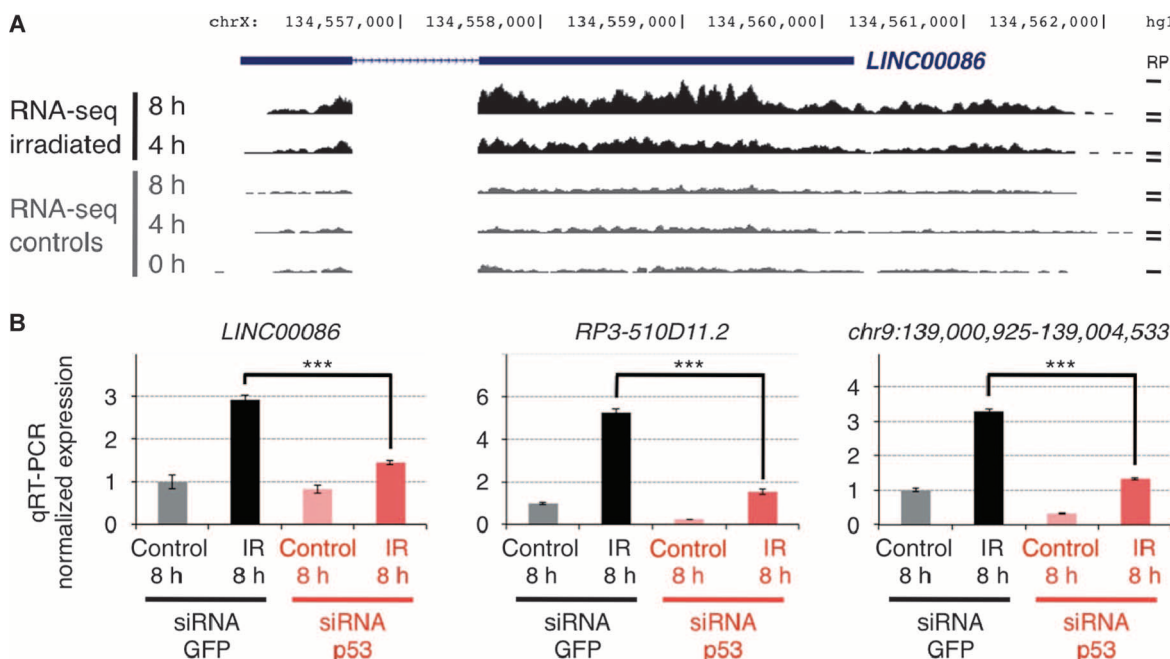 A
chrX: 134,557,000| 134,558,000| 134,559,000| 134,560,000| 134,561,000| 134,562,000|
LINC00086
RP
RNA-seq
irradiated
8 h
4 h
RNA-seq
controls
8 h
4 h
0 h
B
qRT-PCR
normalized expression
LINC00086
***
3
2
1
0
Control IR Control IR
8 h 8 h 8 h 8 h
siRNA siRNA
GFP p53
RP3-510D11.2
***
6
4
2
0
Control IR Control IR
8 h 8 h 8 h 8 h
siRNA siRNA
GFP p53
chr9:139,000,925-139,004,533
***
4
3
2
1
0
Control IR Control IR
8 h 8 h 8 h 8 h
siRNA siRNA
GFP p53